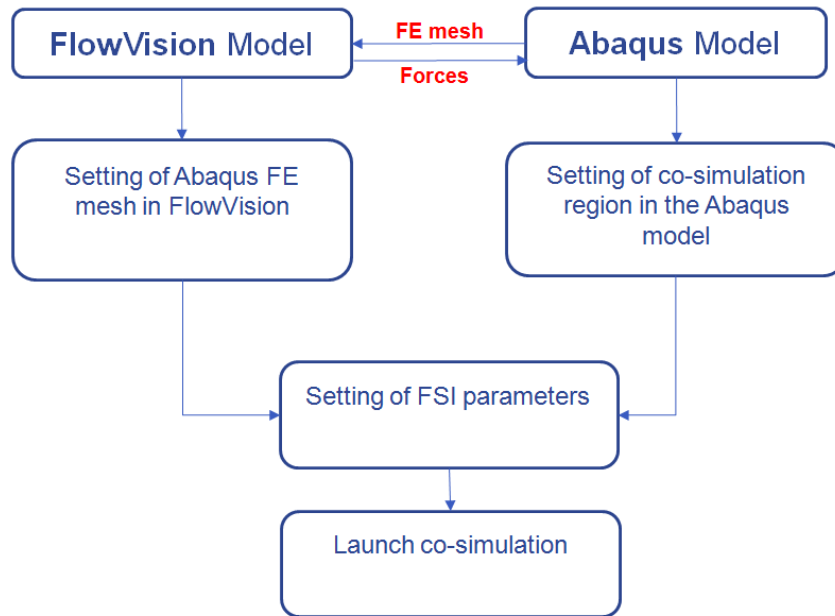 FlowVision Model
FE mesh
Forces
Abaqus Model
Setting of Abaqus FE
mesh in FlowVision
Setting of co-simulation
region in the Abaqus
model
Setting of FSI parameters
Launch co-simulation